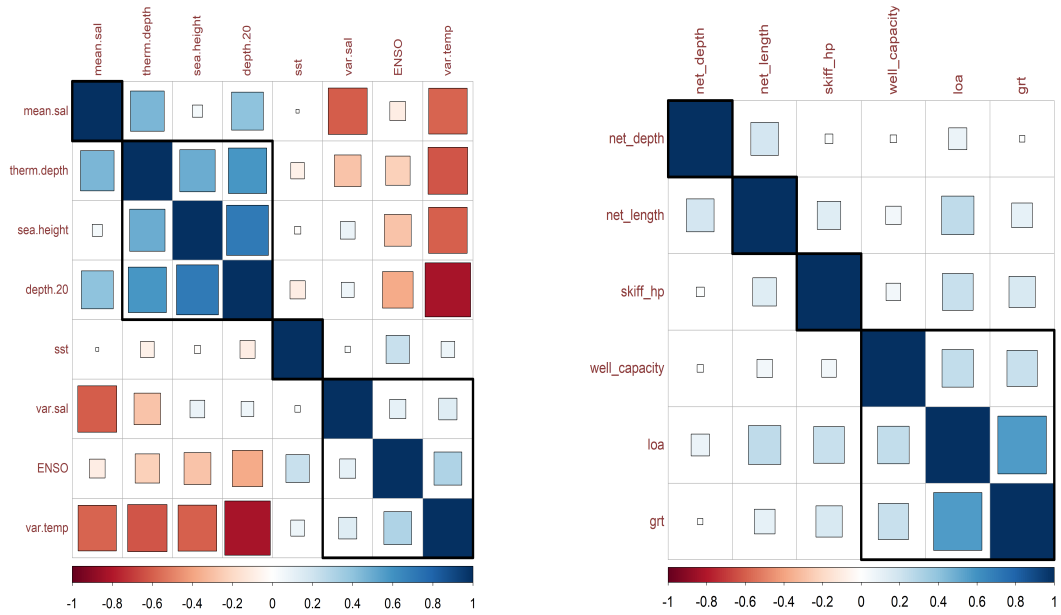 mean.sal
therm.depth
sea.height
depth.20
sst
var.sal
ENSO
var.temp
mean.sal
therm.depth
sea.height
depth.20
sst
var.sal
ENSO
var.temp
-1 -0.8 -0.6 -0.4 -0.2 0 0.2 0.4 0.6 0.8 1
net_depth
net_length
skiff_hp
well_capacity
loa
grt
net_depth
net_length
skiff_hp
well_capacity
loa
grt
-1 -0.8 -0.6 -0.4 -0.2 0 0.2 0.4 0.6 0.8 1